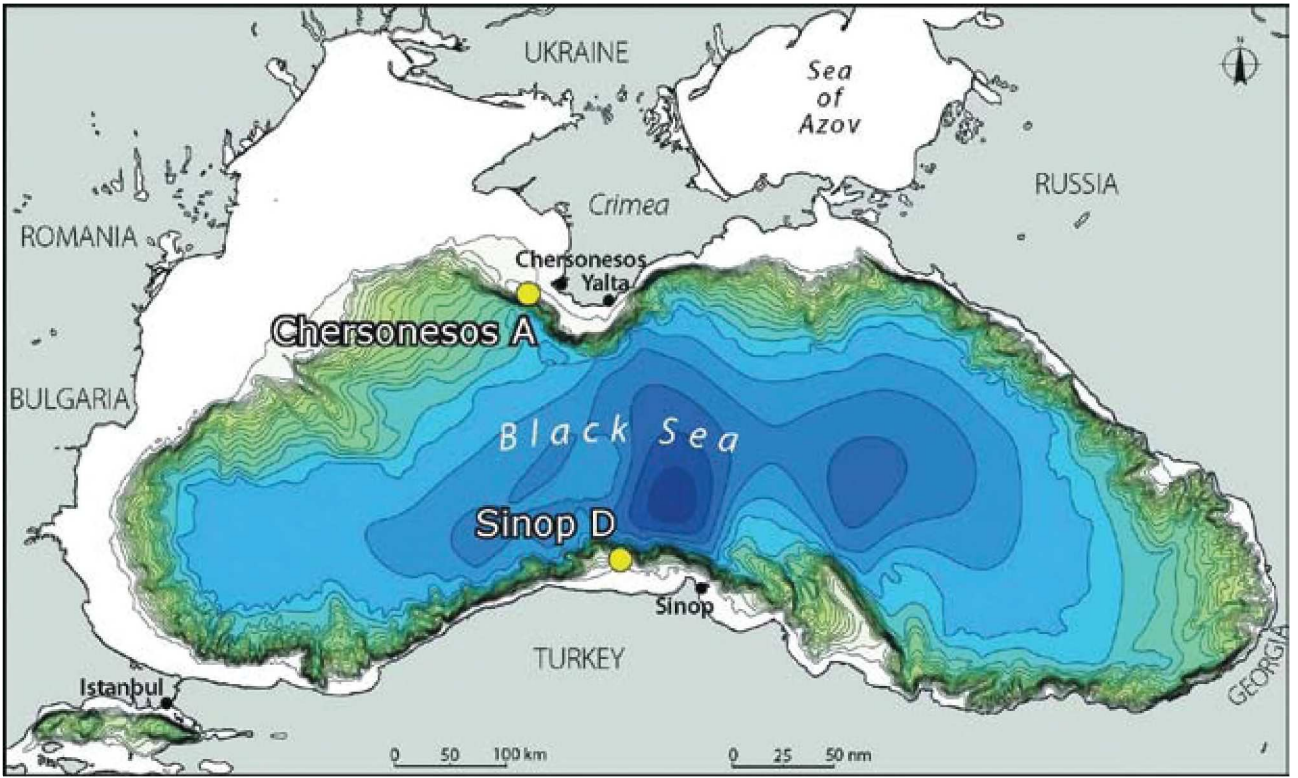 UKRAINE
N
Sea
of
Azov
RUSSIA
Crimea
ROMANIA
Chersonesos
Yalta
Chersonesos A
BULGARIA
Black Sea
Sinop D
Sinop
TURKEY
GEORGIA
Istanbul
0 50 100 km
0 25 50 nm